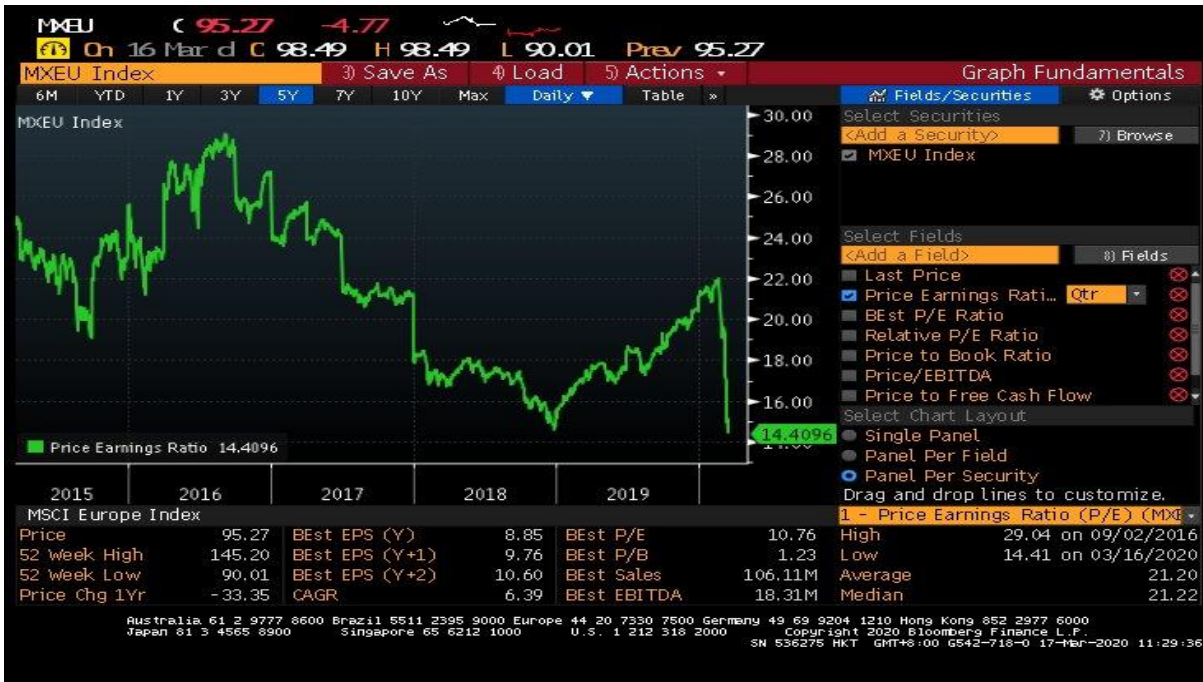 MXEU C 95.27 -4.77
On 16 Mar d C 98.49 H 98.49 L 90.01 Prev 95.27
MXEU Index 3) Save As 4) Load 5) Actions Graph Fundamentals
6M YTD 1Y 3Y 5Y 7Y 10Y Max Daily Table » Fields/Securities Options
MXEU Index
30.00
28.00
26.00
24.00
22.00
20.00
18.00
16.00
14.4096
Price Earnings Ratio 14.4096
2015 2016 2017 2018 2019
Select Securities
<Add a Security> 7) Browse
MXEU Index
Select Fields
<Add a Field> 8) Fields
Last Price
Price Earnings Rati... Qtr
BEst P/E Ratio
Relative P/E Ratio
Price to Book Ratio
Price/EBITDA
Price to Free Cash Flow
Select Chart Layout
Single Panel
Panel Per Field
Panel Per Security
Drag and drop lines to customize.
1 - Price Earnings Ratio (P/E) (MXE
High 29.04 on 09/02/2016
Low 14.41 on 03/16/2020
Average 21.20
Median 21.22
MSCI Europe Index
Price 95.27 BEst EPS (Y) 8.85 BEst P/E 10.76
52 Week High 145.20 BEst EPS (Y+1) 9.76 BEst P/B 1.23
52 Week Low 90.01 BEst EPS (Y+2) 10.60 BEst Sales 106.11M
Price Chg 1Yr -33.35 CAGR 6.39 BEst EBITDA 18.31M
Australia 61 2 9777 8600 Brazil 5511 2395 9000 Europe 44 20 7330 7500 Germany 49 69 9204 1210 Hong Kong 852 2977 6000
Japan 81 3 4565 8900 Singapore 65 6212 1000 U.S. 1 212 318 2000 Copyright 2020 Bloomberg Finance L.P.
SN 536275 HKT GMT+8:00 G542-718-0 17-Mar-2020 11:29:36